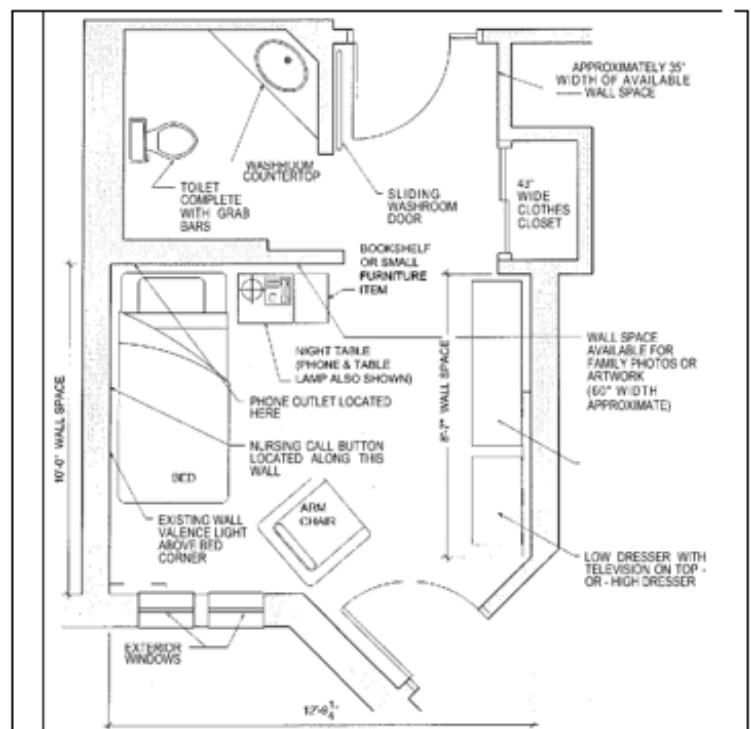 APPROXIMATELY 35"
WIDTH OF AVAILABLE
WALL SPACE
WASHROOM
COUNTERTOP
TOILET
COMPLETE
WITH GRAB
BARS
SLIDING
WASHROOM
DOOR
43"
WIDE
CLOTHES
CLOSET
BOOKSHELF
OR SMALL
FURNITURE
ITEM
NIGHT TABLE
(PHONE & TABLE
LAMP ALSO SHOWN)
PHONE OUTLET LOCATED
HERE
NURSING CALL BUTTON
LOCATED ALONG THIS
WALL
BED
10'-0" WALL SPACE
8'-7" WALL SPACE
WALL SPACE
AVAILABLE FOR
FAMILY PHOTOS OR
ARTWORK
(60" WIDTH
APPROXIMATE)
ARM
CHAIR
EXISTING WALL
VALENCE LIGHT
ABOVE BED
CORNER
LOW DRESSER WITH
TELEVISION ON TOP -
OR - HIGH DRESSER
EXTERIOR
WINDOWS